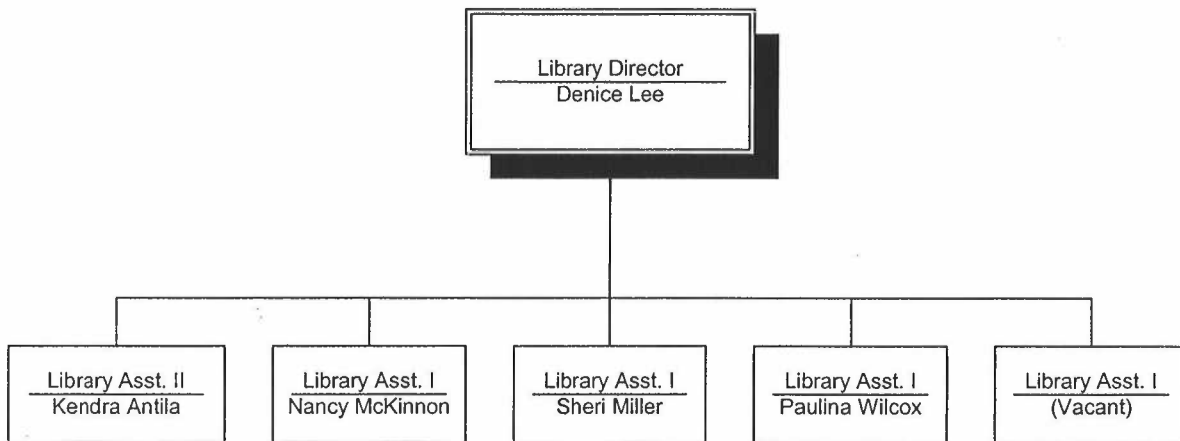 Library Director
Denice Lee
Library Asst. II
Kendra Antila
Library Asst. I
Nancy McKinnon
Library Asst. I
Sheri Miller
Library Asst. I
Paulina Wilcox
Library Asst. I
(Vacant)